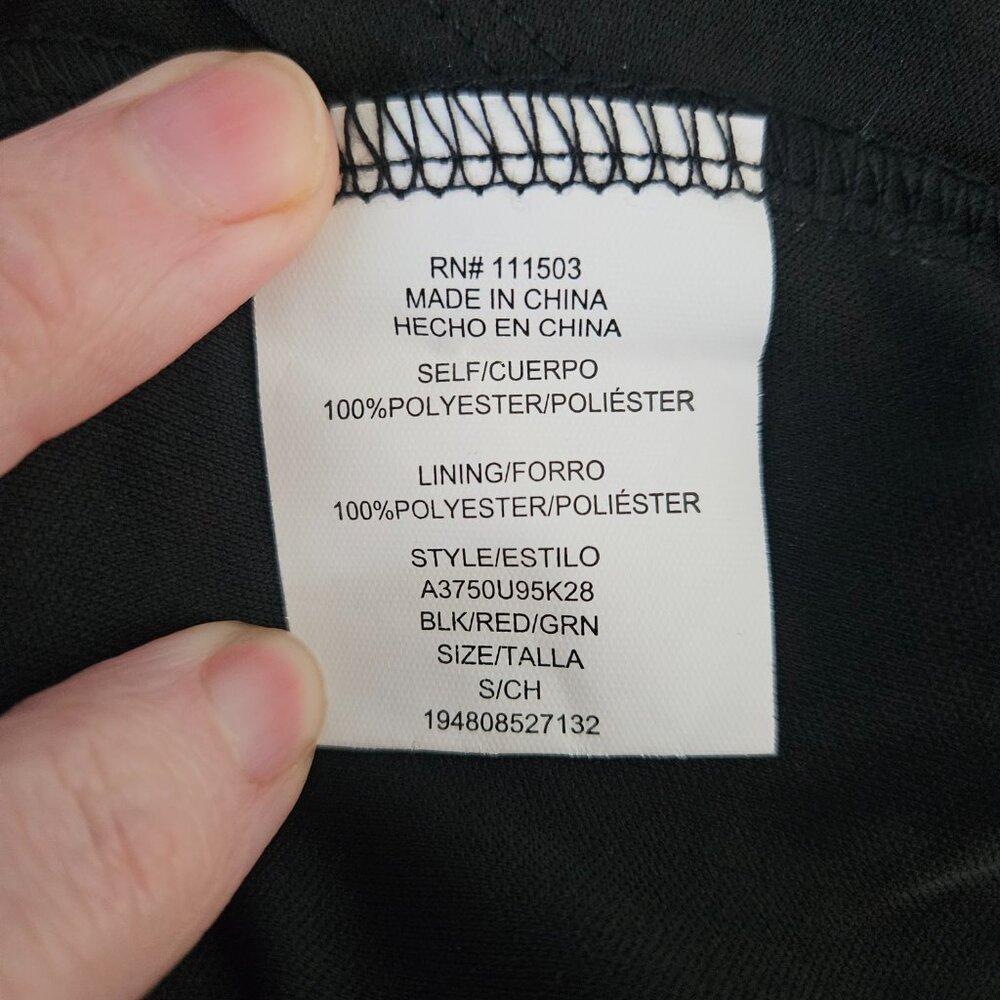 RN# 111503
MADE IN CHINA
HECHO EN CHINA
SELF/CUERPO
100%POLYESTER/POLIÉSTER
LINING/FORRO
100%POLYESTER/POLIÉSTER
STYLE/ESTILO
A3750U95K28
BLK/RED/GRN
SIZE/TALLA
S/CH
194808527132